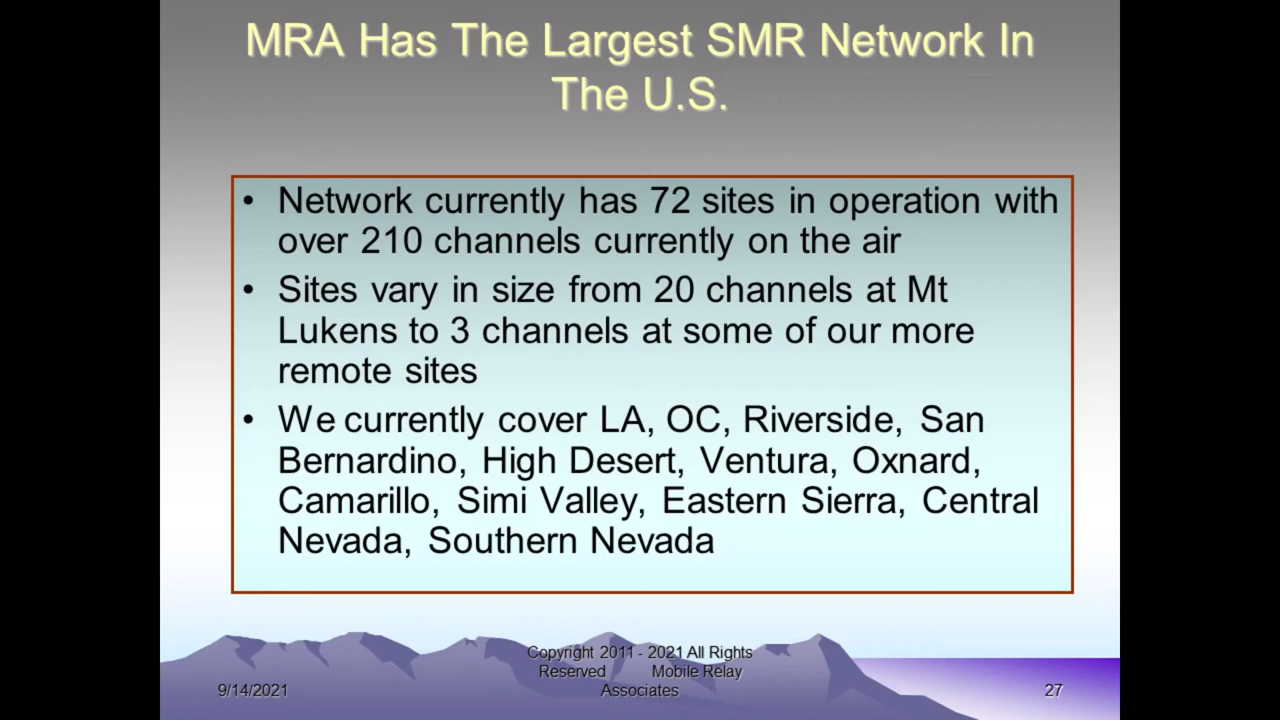 MRA Has The Largest SMR Network In
The U.S.
• Network currently has 72 sites in operation with
over 210 channels currently on the air
• Sites vary in size from 20 channels at Mt
Lukens to 3 channels at some of our more
remote sites
• We currently cover LA, OC, Riverside, San
Bernardino, High Desert, Ventura, Oxnard,
Camarillo, Simi Valley, Eastern Sierra, Central
Nevada, Southern Nevada
9/14/2021
Copyright 2011 - 2021 All Rights
Reserved Mobile Relay
Associates
27